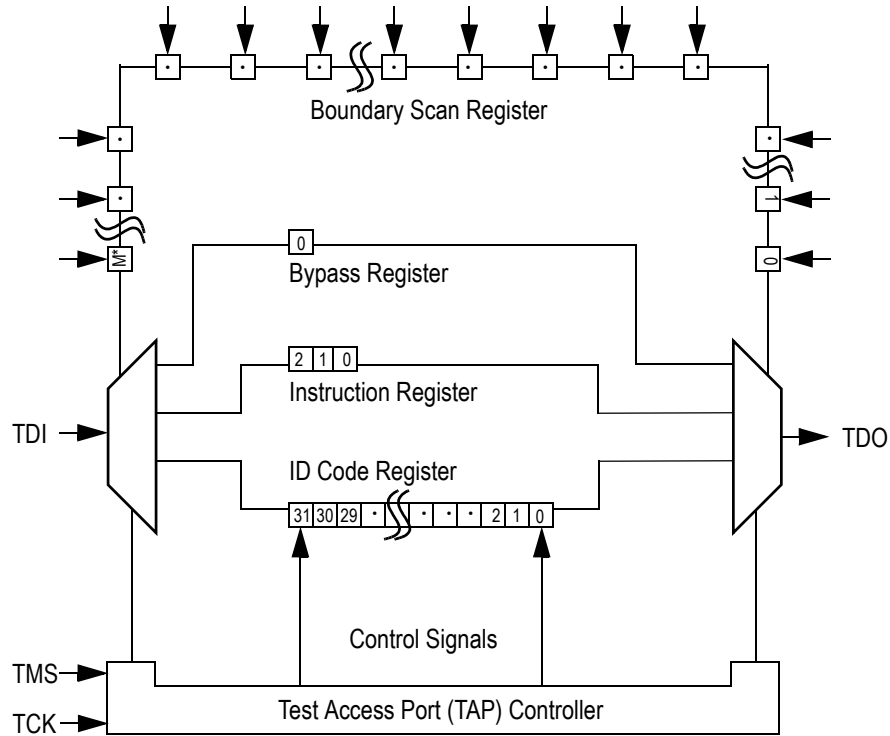 Boundary Scan Register
1
M*
0
0
Bypass Register
2 1 0
Instruction Register
TDI
TDO
ID Code Register
31 30 29 · · · · 2 1 0
Control Signals
TMS
Test Access Port (TAP) Controller
TCK